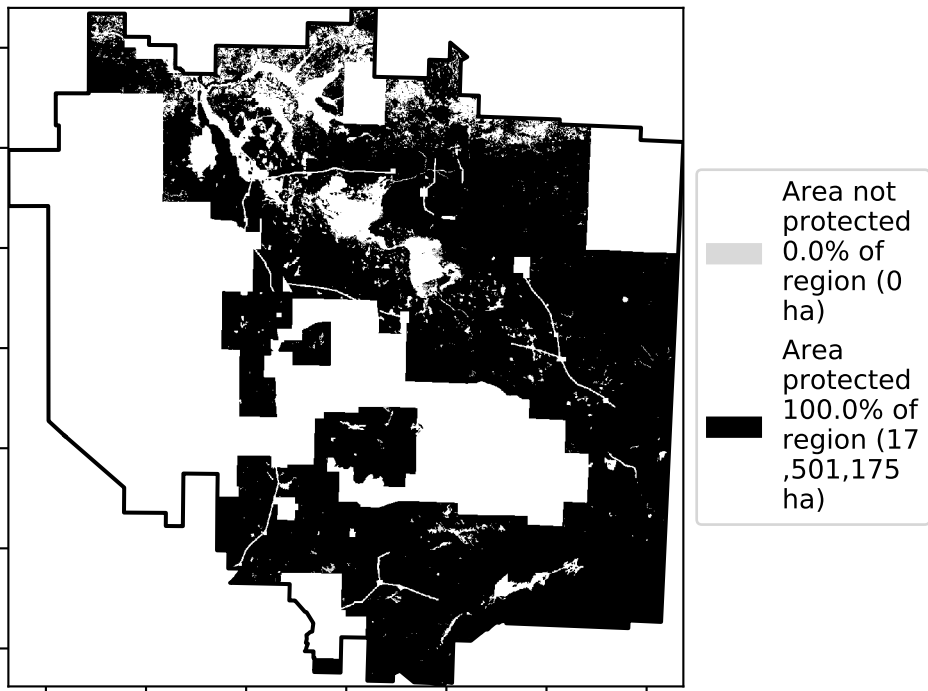 Area not
protected
0.0% of
region (0
ha)
Area
protected
100.0% of
region (17
,501,175
ha)